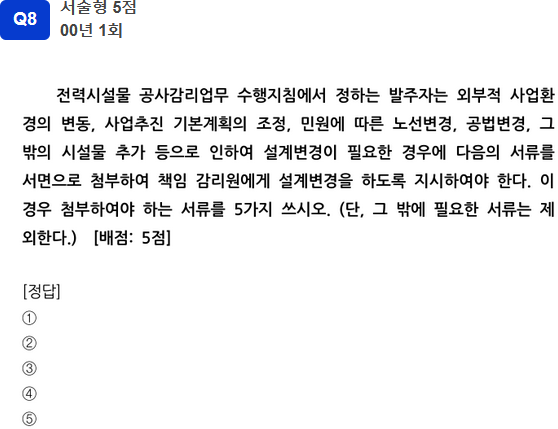 Q8
서술형 5점
00년 1회
전력시설물 공사감리업무 수행지침에서 정하는 발주자는 외부적 사업환
경의 변동, 사업추진 기본계획의 조정, 민원에 따른 노선변경, 공법변경, 그
밖의 시설물 추가 등으로 인하여 설계변경이 필요한 경우에 다음의 서류를
서면으로 첨부하여 책임 감리원에게 설계변경을 하도록 지시하여야 한다. 이
경우 첨부하여야 하는 서류를 5가지 쓰시오. (단, 그 밖에 필요한 서류는 제
외한다.) [배점: 5점]
[정답]
①
②
③
④
⑤